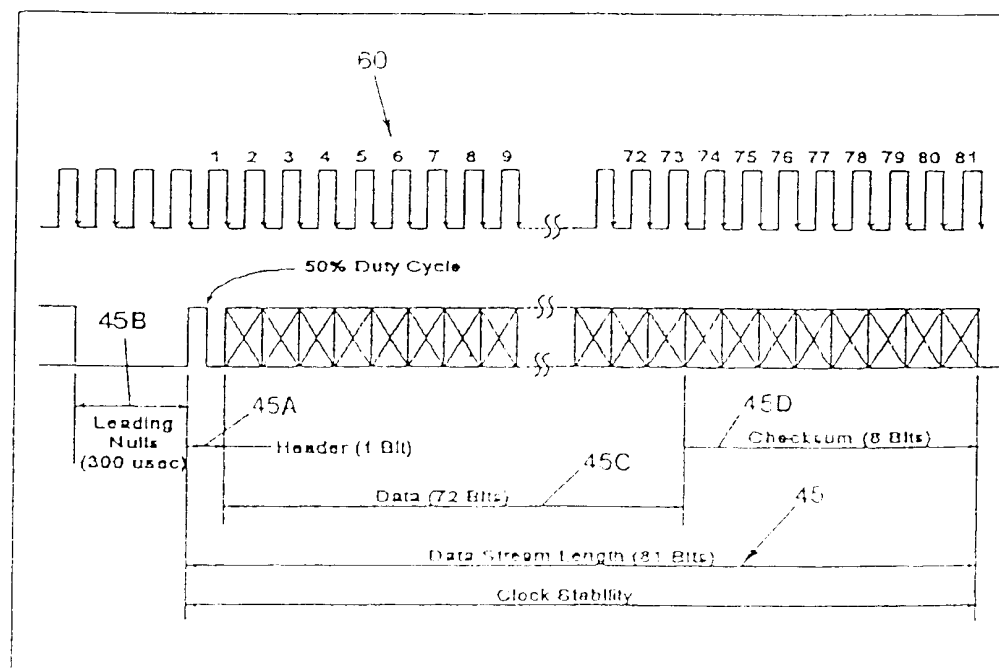 60
1 2 3 4 5 6 7 8 9 72 73 74 75 76 77 78 79 80 81
50% Duty Cycle
45B
45A
45D
Leading
Nulls
(300 usec)
Header (1 Bit)
Checksum (8 Bits)
45C
Data (72 Bits)
45
Data Stream Length (81 Bits)
Clock Stability